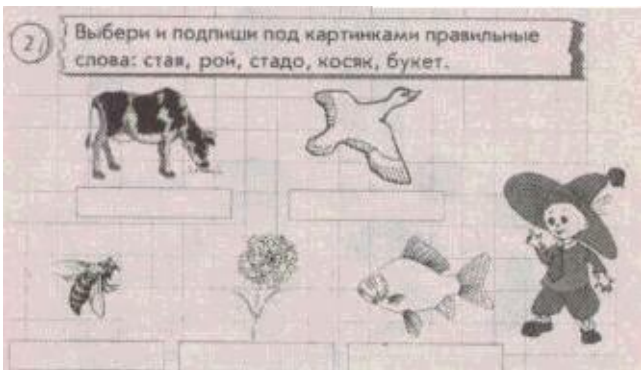 2 Выбери и подпиши под картинками правильные
слова: стая, рой, стадо, косяк, букет.